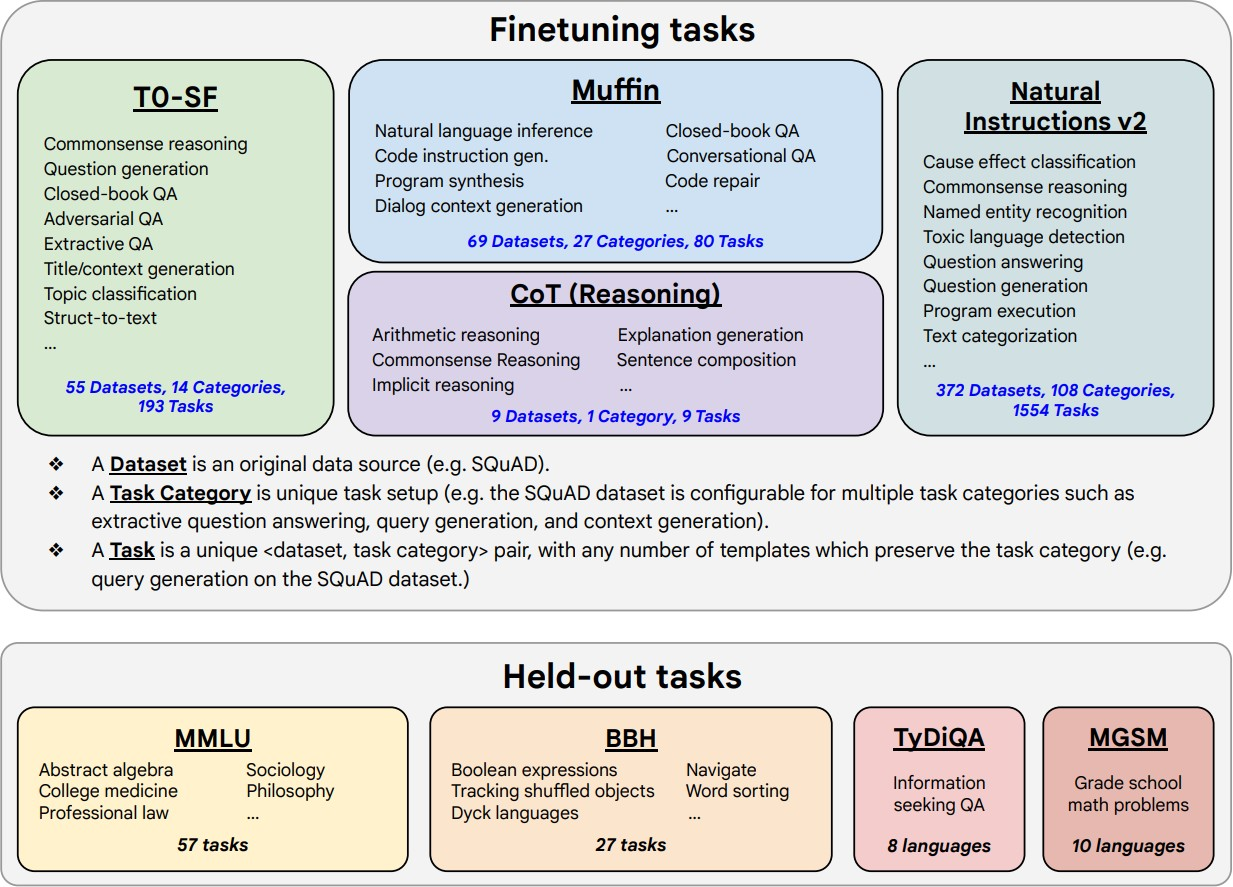 Finetuning tasks
T0-SF
Commonsense reasoning
Question generation
Closed-book QA
Adversarial QA
Extractive QA
Title/context generation
Topic classification
Struct-to-text
...
55 Datasets, 14 Categories,
193 Tasks
Muffin
Natural language inference
Code instruction gen.
Program synthesis
Dialog context generation
Closed-book QA
Conversational QA
Code repair
...
69 Datasets, 27 Categories, 80 Tasks
CoT (Reasoning)
Arithmetic reasoning
Commonsense Reasoning
Implicit reasoning
Explanation generation
Sentence composition
...
9 Datasets, 1 Category, 9 Tasks
Natural
Instructions v2
Cause effect classification
Commonsense reasoning
Named entity recognition
Toxic language detection
Question answering
Question generation
Program execution
Text categorization
...
372 Datasets, 108 Categories,
1554 Tasks
❖ A Dataset is an original data source (e.g. SQuAD).
❖ A Task Category is unique task setup (e.g. the SQuAD dataset is configurable for multiple task categories such as
extractive question answering, query generation, and context generation).
❖ A Task is a unique <dataset, task category> pair, with any number of templates which preserve the task category (e.g.
query generation on the SQuAD dataset.)
Held-out tasks
MMLU
Abstract algebra
College medicine
Professional law
Sociology
Philosophy
...
57 tasks
BBH
Boolean expressions
Tracking shuffled objects
Dyck languages
Navigate
Word sorting
...
27 tasks
TyDiQA
Information
seeking QA
8 languages
MGSM
Grade school
math problems
10 languages